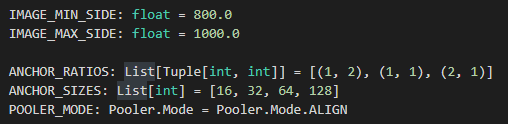 IMAGE_MIN_SIDE: float = 800.0
IMAGE_MAX_SIDE: float = 1000.0
ANCHOR_RATIOS: List[Tuple[int, int]] = [(1, 2), (1, 1), (2, 1)]
ANCHOR_SIZES: List[int] = [16, 32, 64, 128]
POOLER_MODE: Pooler.Mode = Pooler.Mode.ALIGN